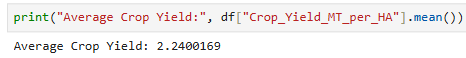 print("Average Crop Yield:", df["Crop_Yield_MT_per_HA"].mean())
Average Crop Yield: 2.2400169